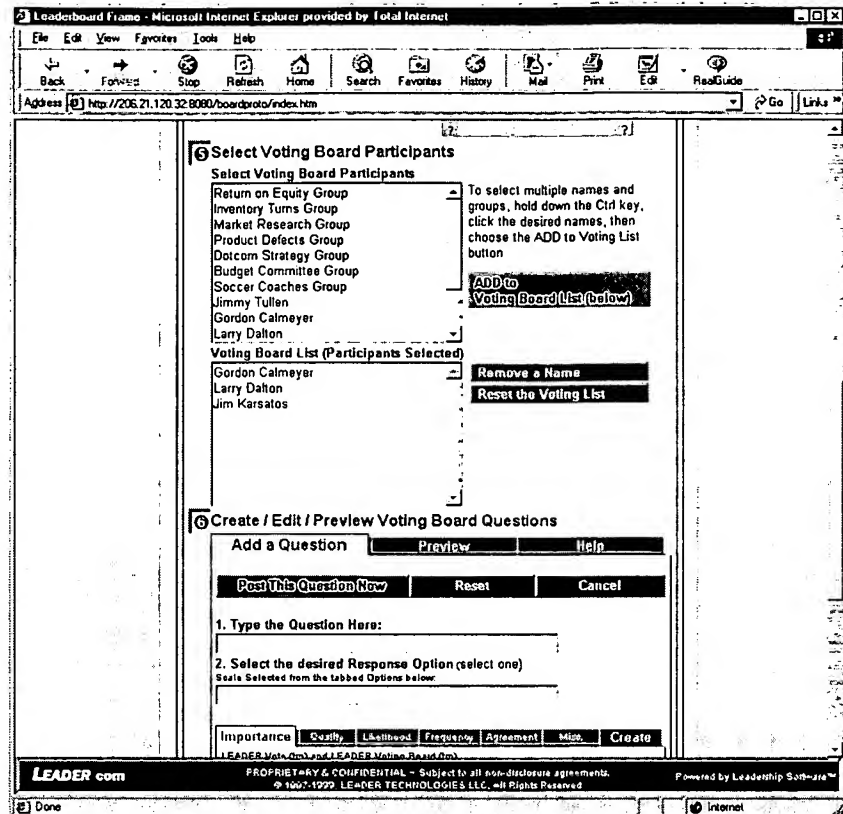 Leaderboard Frame - Microsoft Internet Explorer provided by Total Internet
File Edit View Favorites Tools Help
Back Forward Stop Refresh Home Search Favorites History Mail Print Edit RealGuide
Address http://206.21.120.32:8080/boardproto/index.htm Go Links »
5 Select Voting Board Participants
Select Voting Board Participants
Return on Equity Group
Inventory Turns Group
Market Research Group
Product Defects Group
Dotcom Strategy Group
Budget Committee Group
Soccer Coaches Group
Jimmy Tullen
Gordon Calmeyer
Larry Dalton
To select multiple names and
groups, hold down the Ctrl key,
click the desired names, then
choose the ADD to Voting List
button
ADD to
Voting Board List (below)
Voting Board List (Participants Selected)
Gordon Calmeyer
Larry Dalton
Jim Karsatos
Remove a Name
Reset the Voting List
6 Create / Edit / Preview Voting Board Questions
Add a Question Preview Help
Post This Question Now Reset Cancel
1. Type the Question Here:
2. Select the desired Response Option (select one)
Scale Selected from the tabbed Options below:
Importance Quality Likelihood Frequency Agreement Misc. Create
LEADER Vote (tm) and LEADER Voting Board (tm)
LEADER com
PROPRIETARY & CONFIDENTIAL - Subject to all non-disclosure agreements.
© 1997-1999 LEADER TECHNOLOGIES LLC, All Rights Reserved
Powered by Leadership Software™
Done Internet